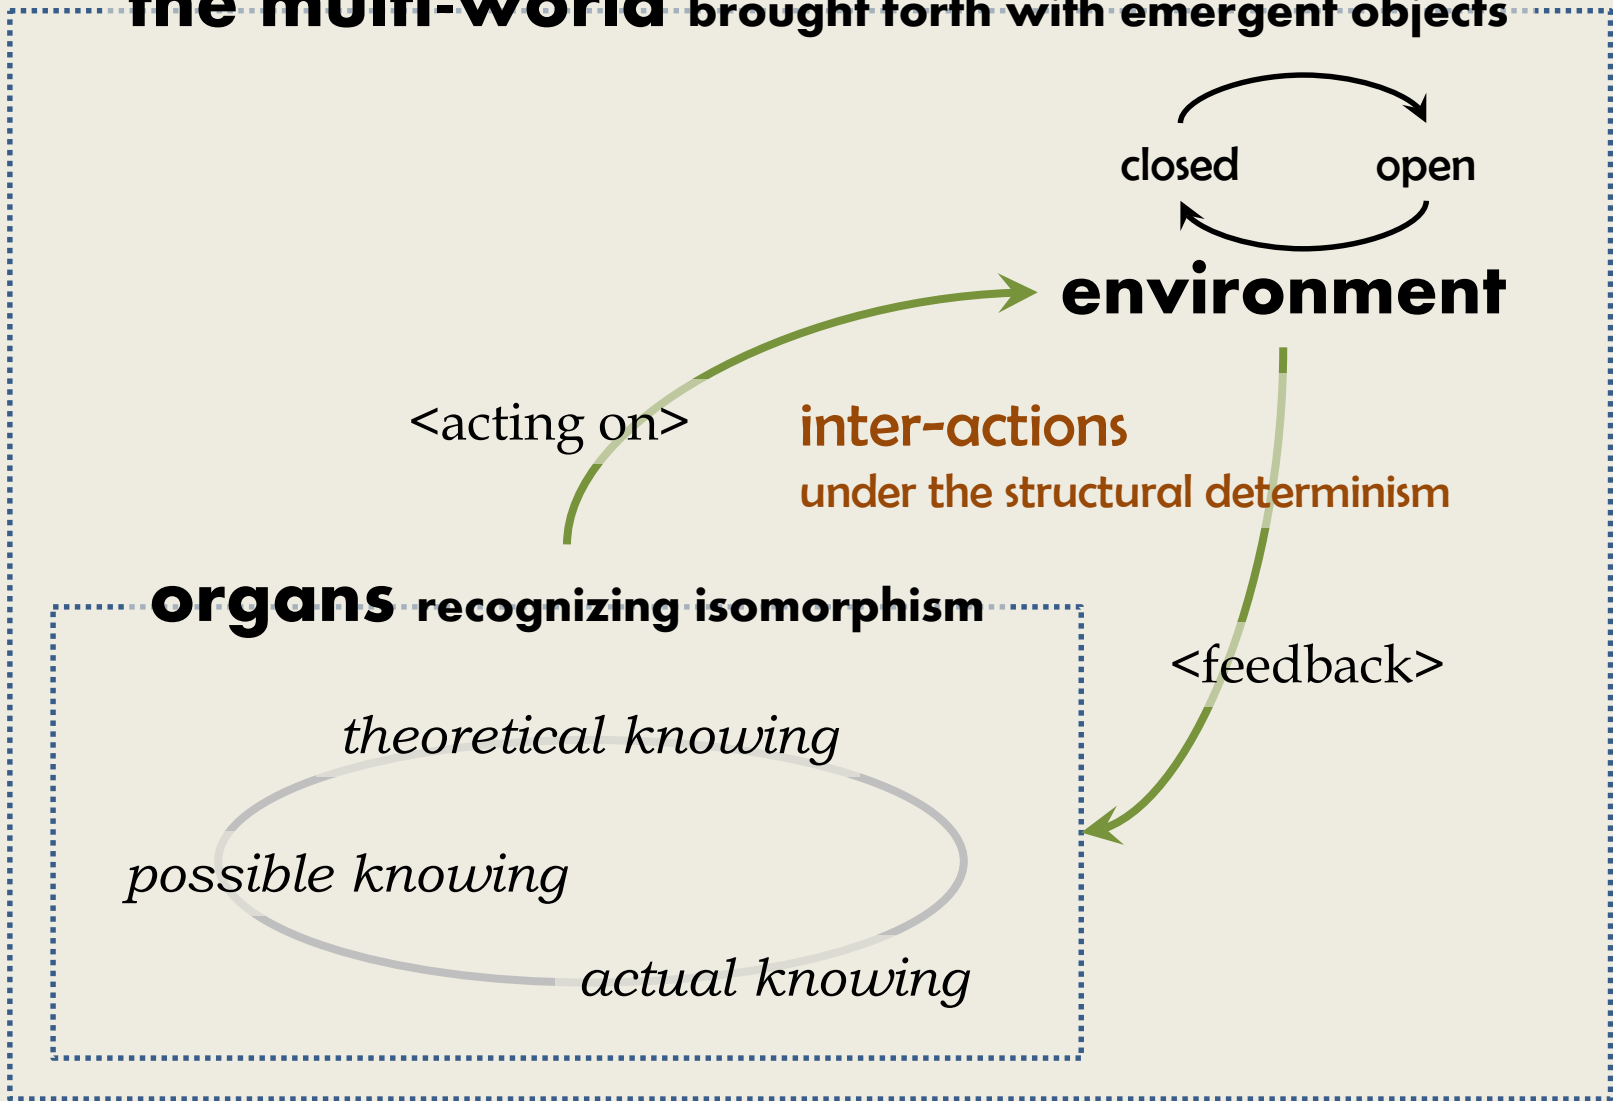 the multi-world brought forth with emergent objects
closed open
environment
<acting on>
inter-actions
under the structural determinism
organs recognizing isomorphism
<feedback>
theoretical knowing
possible knowing
actual knowing